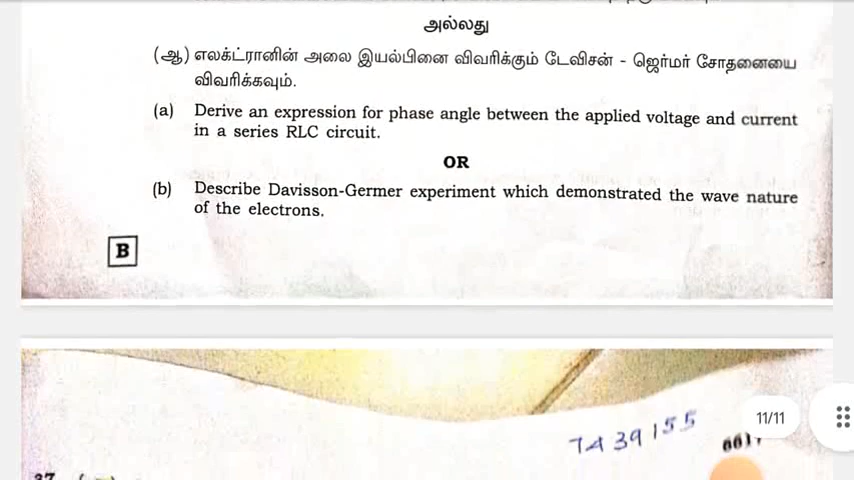 அல்லது
(ஆ) எலக்ட்ரானின் அலை இயல்பினை விவரிக்கும் டேவிசன் - ஜெர்மர் சோதனையை
விவரிக்கவும்.
(a) Derive an expression for phase angle between the applied voltage and current
in a series RLC circuit.
OR
(b) Describe Davisson-Germer experiment which demonstrated the wave nature
of the electrons.
B
11/11
7439155
37